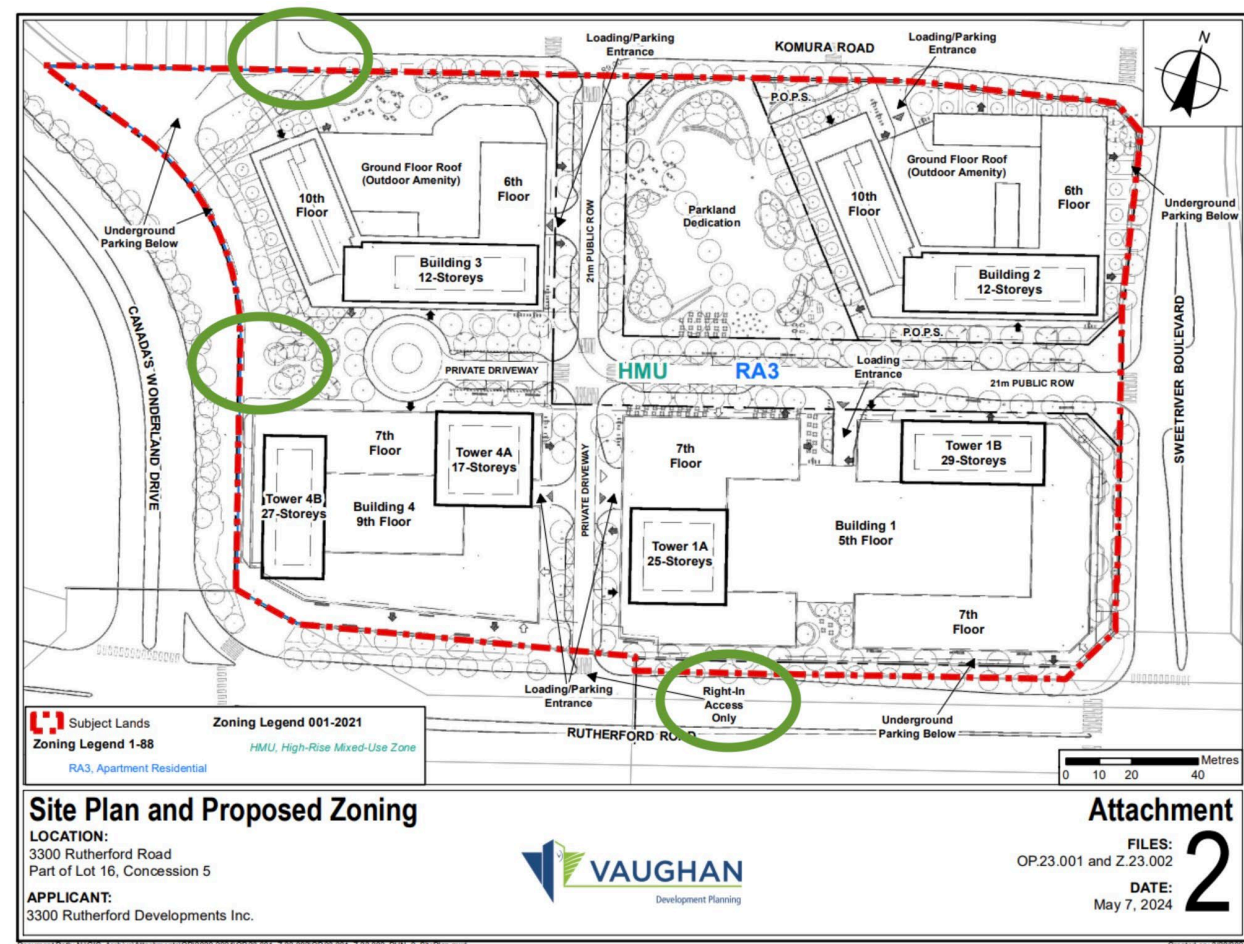 N
KOMURA ROAD
Loading/Parking
Entrance
Loading/Parking
Entrance
P.O.P.S.
Ground Floor Roof
(Outdoor Amenity)
10th
Floor
6th
Floor
Underground
Parking Below
Building 3
12-Storeys
21m PUBLIC ROW
Parkland
Dedication
Ground Floor Roof
(Outdoor Amenity)
10th
Floor
6th
Floor
Underground
Parking Below
Building 2
12-Storeys
P.O.P.S.
CANADA'S WONDERLAND DRIVE
SWEETRIVER BOULEVARD
PRIVATE DRIVEWAY
HMU
RA3
Loading
Entrance
21m PUBLIC ROW
7th
Floor
Tower 4A
17-Storeys
Tower 4B
27-Storeys
Building 4
9th Floor
PRIVATE DRIVEWAY
7th
Floor
Tower 1B
29-Storeys
Building 1
5th Floor
Tower 1A
25-Storeys
7th
Floor
Loading/Parking
Entrance
Right-In
Access
Only
Underground
Parking Below
RUTHERFORD ROAD
Subject Lands
Zoning Legend 1-88
RA3, Apartment Residential
Zoning Legend 001-2021
HMU, High-Rise Mixed-Use Zone
Metres
0 10 20 40
Site Plan and Proposed Zoning
LOCATION:
3300 Rutherford Road
Part of Lot 16, Concession 5
APPLICANT:
3300 Rutherford Developments Inc.
VAUGHAN
Development Planning
Attachment
2
FILES:
OP.23.001 and Z.23.002
DATE:
May 7, 2024